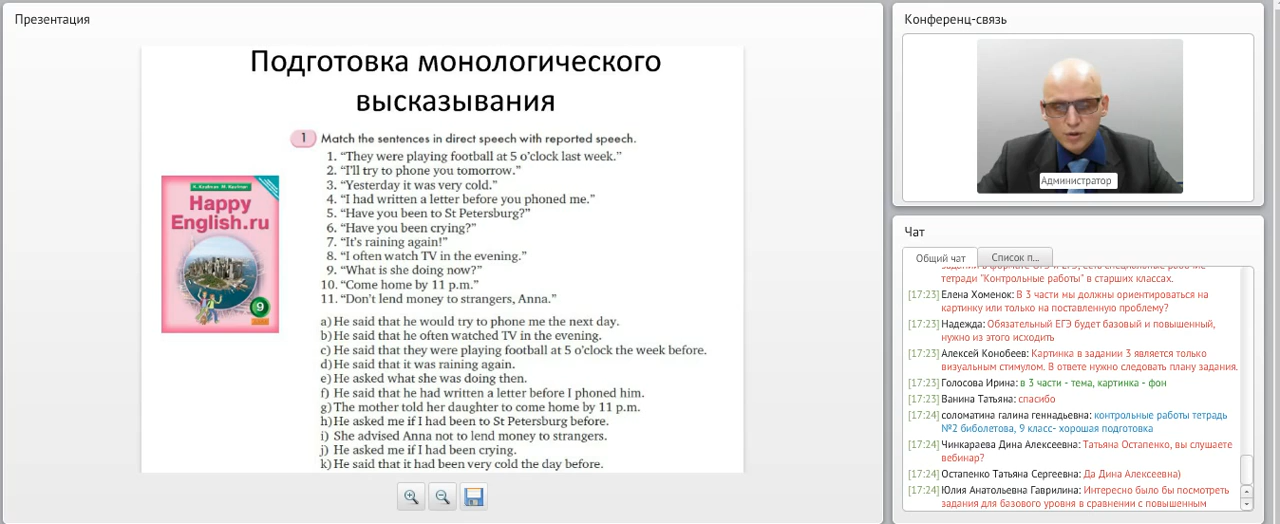 Презентация
Подготовка монологического
высказывания
1 Match the sentences in direct speech with reported speech.
1. “They were playing football at 5 o’clock last week.”
2. “I’ll try to phone you tomorrow.”
3. “Yesterday it was very cold.”
4. “I had written a letter before you phoned me.”
5. “Have you been to St Petersburg?”
6. “Have you been crying?”
7. “It’s raining again!”
8. “I often watch TV in the evening.”
9. “What is she doing now?”
10. “Come home by 11 p.m.”
11. “Don’t lend money to strangers, Anna.”
a) He said that he would try to phone me the next day.
b) He said that he often watched TV in the evening.
c) He said that they were playing football at 5 o’clock the week before.
d) He said that it was raining again.
e) He asked what she was doing then.
f) He said that he had written a letter before I phoned him.
g) The mother told her daughter to come home by 11 p.m.
h) He asked me if I had been to St Petersburg before.
i) She advised Anna not to lend money to strangers.
j) He asked me if I had been crying.
k) He said that it had been very cold the day before.
Happy
English.ru
9
Конференц-связь
Администратор
Чат
Общий чат
Список п...
тетради "Контрольные работы" в старших классах.
[17:23] Елена Хоменок: В 3 части мы должны ориентироваться на
картинку или только на поставленную проблему?
[17:23] Надежда: Обязательный ЕГЭ будет базовый и повышенный,
нужно из этого исходить
[17:23] Алексей Конобеев: Картинка в задании 3 является только
визуальным стимулом. В ответе нужно следовать плану задания.
[17:23] Голосова Ирина: в 3 части - тема, картинка - фон
[17:23] Ванина Татьяна: спасибо
[17:24] соломатина галина геннадьевна: контрольные работы тетрадь
№2 биболетова, 9 класс- хорошая подготовка
[17:24] Чинкараева Дина Алексеевна: Татьяна Остапенко, вы слушаете
вебинар?
[17:24] Остапенко Татьяна Сергеевна: Да Дина Алексеевна)
[17:24] Юлия Анатольевна Гаврилина: Интересно было бы посмотреть
задания для базового уровня в сравнении с повышенным